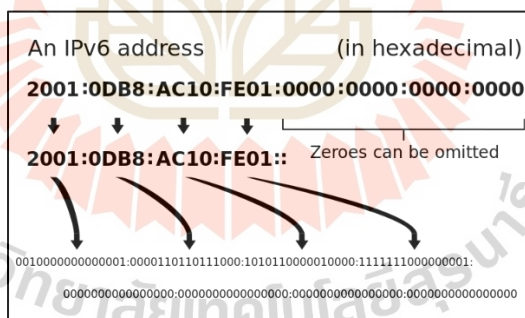 An IPv6 address (in hexadecimal)
2001:0DB8:AC10:FE01:0000:0000:0000:0000
2001:0DB8:AC10:FE01:: Zeroes can be omitted
0010000000000001:0000110110111000:1010110000010000:1111111000000001:
0000000000000000:0000000000000000:0000000000000000:0000000000000000